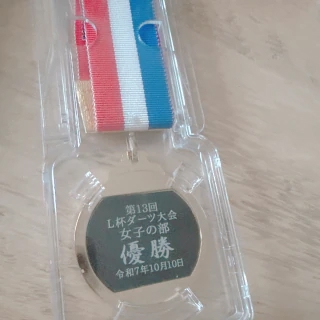 第13回
L杯ダーツ大会
女子の部
優勝
令和7年10月10日